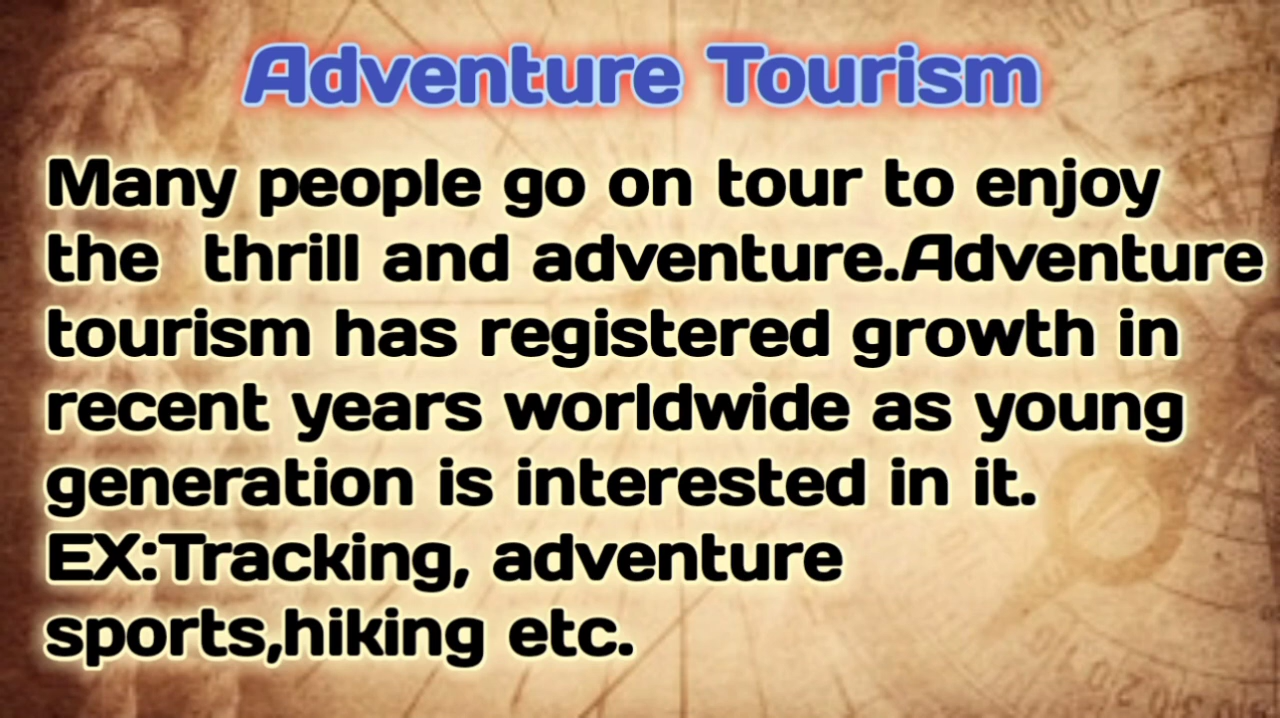 Adventure Tourism
Many people go on tour to enjoy
the  thrill and adventure.Adventure
tourism has registered growth in
recent years worldwide as young
generation is interested in it.
EX:Tracking, adventure
sports,hiking etc.